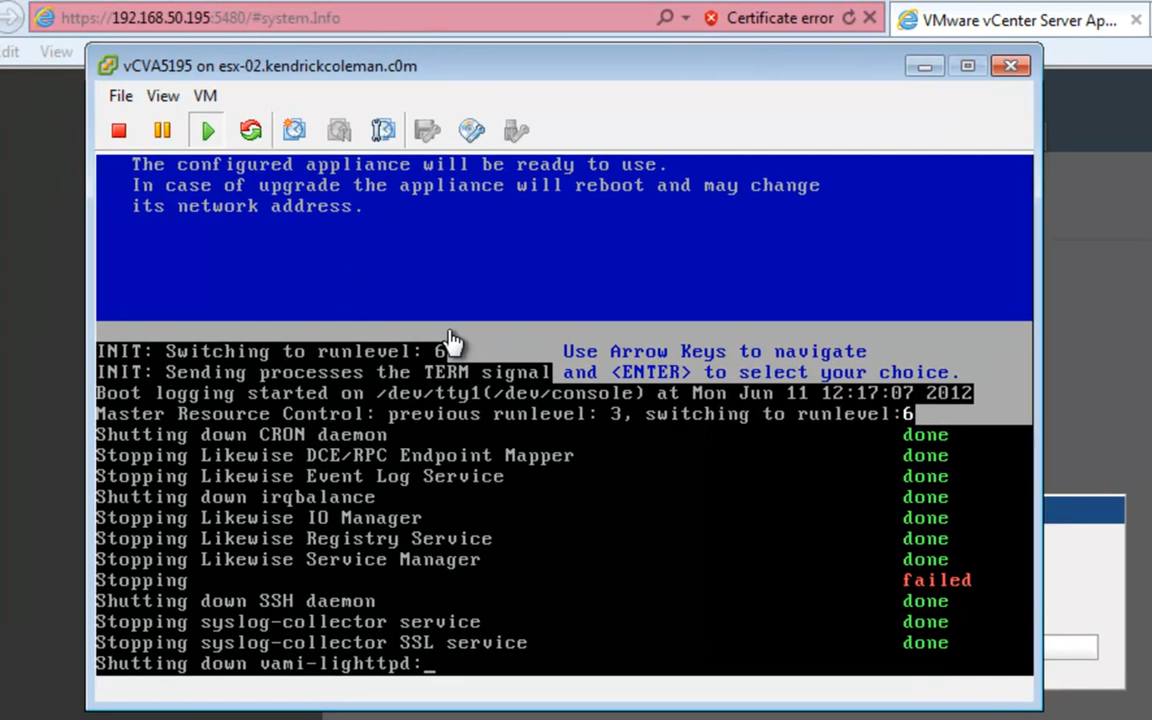 https://192.168.50.195:5480/#system.Info
Certificate error
VMware vCenter Server Ap...
dit View
vCVA5195 on esx-02.kendrickcoleman.c0m
File View VM
The configured appliance will be ready to use.
In case of upgrade the appliance will reboot and may change
its network address.
INIT: Switching to runlevel: 6
Use Arrow Keys to navigate
INIT: Sending processes the TERM signal
and <ENTER> to select your choice.
Boot logging started on /dev/tty1(/dev/console) at Mon Jun 11 12:17:07 2012
Master Resource Control: previous runlevel: 3, switching to runlevel:6
Shutting down CRON daemon done
Stopping Likewise DCE/RPC Endpoint Mapper done
Stopping Likewise Event Log Service done
Shutting down irqbalance done
Stopping Likewise IO Manager done
Stopping Likewise Registry Service done
Stopping Likewise Service Manager done
Stopping failed
Shutting down SSH daemon done
Stopping syslog-collector service done
Stopping syslog-collector SSL service done
Shutting down vami-lighttpd:_